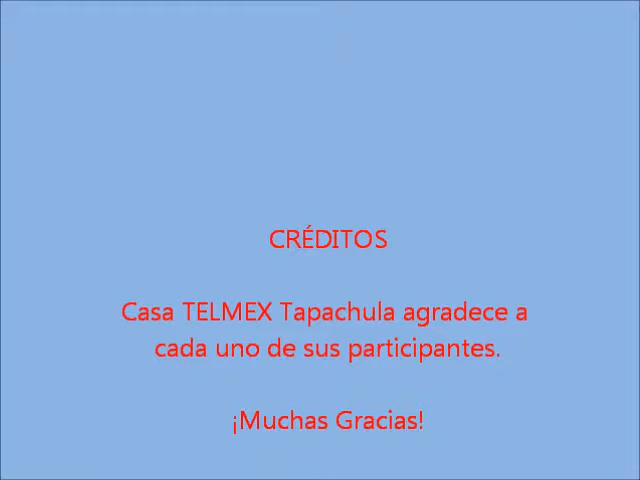 CRÉDITOS
Casa TELMEX Tapachula agradece a
cada uno de sus participantes.
¡Muchas Gracias!